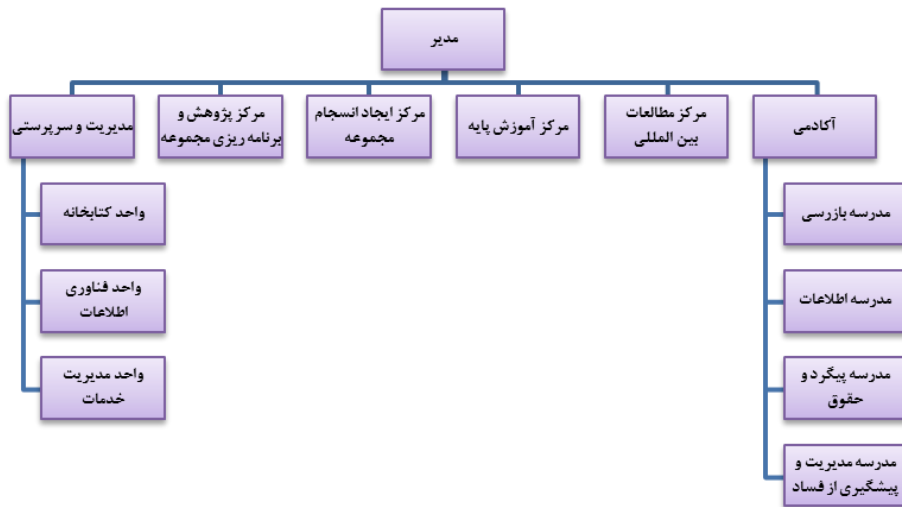 مدیر
آکادمی
مرکز مطالعات
بین المللی
مرکز آموزش پایه
مرکز ایجاد انسجام
مجموعه
مرکز پژوهش و
برنامه ریزی مجموعه
مدیریت و سرپرستی
مدرسه بازرسی
مدرسه اطلاعات
مدرسه پیگرد و
حقوق
مدرسه مدیریت و
پیشگیری از فساد
واحد کتابخانه
واحد فناوری
اطلاعات
واحد مدیریت
خدمات